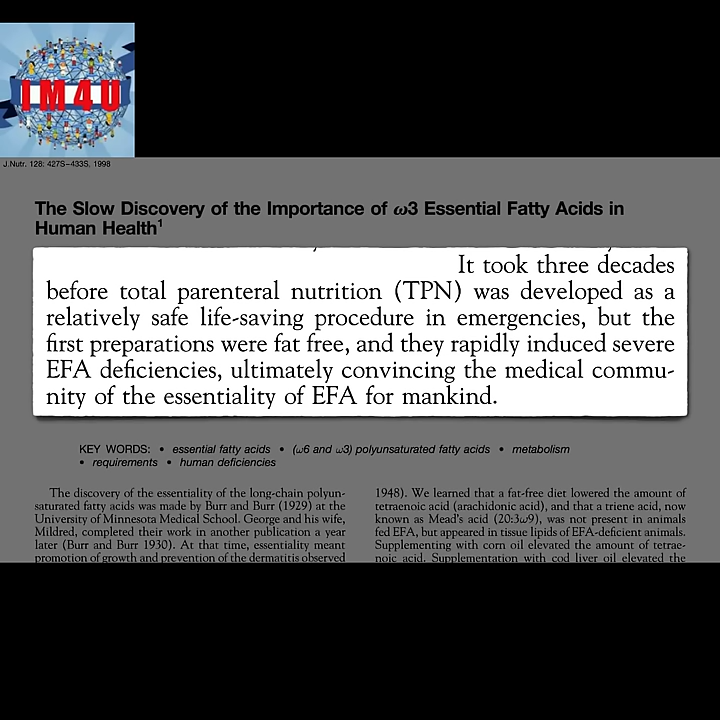 IM4U
J.Nutr. 128: 427S–433S, 1998
The Slow Discovery of the Importance of ω3 Essential Fatty Acids in
Human Health¹
It took three decades
before total parenteral nutrition (TPN) was developed as a
relatively safe life-saving procedure in emergencies, but the
first preparations were fat free, and they rapidly induced severe
EFA deficiencies, ultimately convincing the medical commu-
nity of the essentiality of EFA for mankind.
KEY WORDS: • essential fatty acids • (ω6 and ω3) polyunsaturated fatty acids • metabolism
• requirements • human deficiencies
The discovery of the essentiality of the long-chain polyun-
saturated fatty acids was made by Burr and Burr (1929) at the
University of Minnesota Medical School. George and his wife,
Mildred, completed their work in another publication a year
later (Burr and Burr 1930). At that time, essentiality meant
promotion of growth and prevention of the dermatitis observed
1948). We learned that a fat-free diet lowered the amount of
tetraenoic acid (arachidonic acid), and that a triene acid, now
known as Mead's acid (20:3ω9), was not present in animals
fed EFA, but appeared in tissue lipids of EFA-deficient animals.
Supplementing with corn oil elevated the amount of tetrae-
noic acid. Supplementation with cod liver oil elevated the